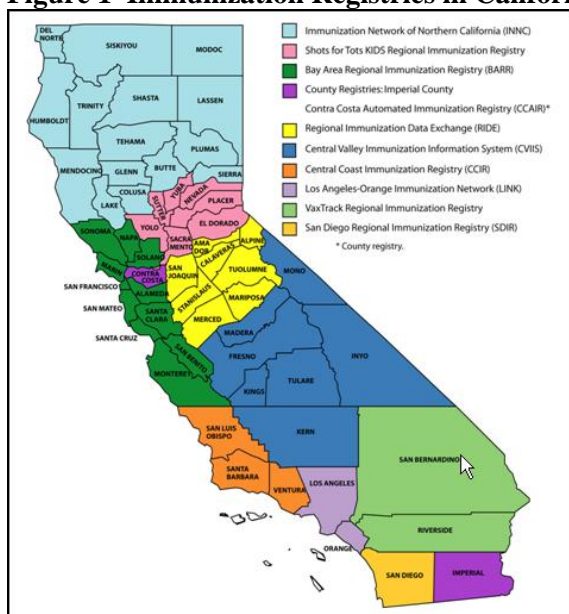 Figure 1 Immunization Registries in Californi
Immunization Network of Northern California (INNC)
Shots for Tots KIDS Regional Immunization Registry
Bay Area Regional Immunization Registry (BARR)
County Registries: Imperial County
Contra Costa Automated Immunization Registry (CCAIR)*
Regional Immunization Data Exchange (RIDE)
Central Valley Immunization Information System (CVIIS)
Central Coast Immunization Registry (CCIR)
Los Angeles-Orange Immunization Network (LINK)
VaxTrack Regional Immunization Registry
San Diego Regional Immunization Registry (SDIR)
* County registry.
DEL
NORTE
SISKIYOU
MODOC
TRINITY
SHASTA
LASSEN
HUMBOLDT
TEHAMA
PLUMAS
MENDOCINO
GLENN
BUTTE
SIERRA
COLUSA
LAKE
SUTTER
YUBA
NEVADA
PLACER
YOLO
EL DORADO
SONOMA
NAPA
SACRA
MENTO
SOLANO
AMA
DOR
ALPINE
CALAVERAS
MARIN
CONTRA
COSTA
SAN
JOAQUIN
TUOLUMNE
MONO
SAN FRANCISCO
ALAMEDA
STANISLAUS
MARIPOSA
SAN MATEO
SANTA
CLARA
MERCED
SANTA CRUZ
MADERA
SAN BENITO
FRESNO
INYO
MONTEREY
KINGS
TULARE
SAN LUIS
OBISPO
KERN
SANTA
BARBARA
VENTURA
LOS ANGELES
SAN BERNARDINO
ORANGE
RIVERSIDE
SAN DIEGO
IMPERIAL